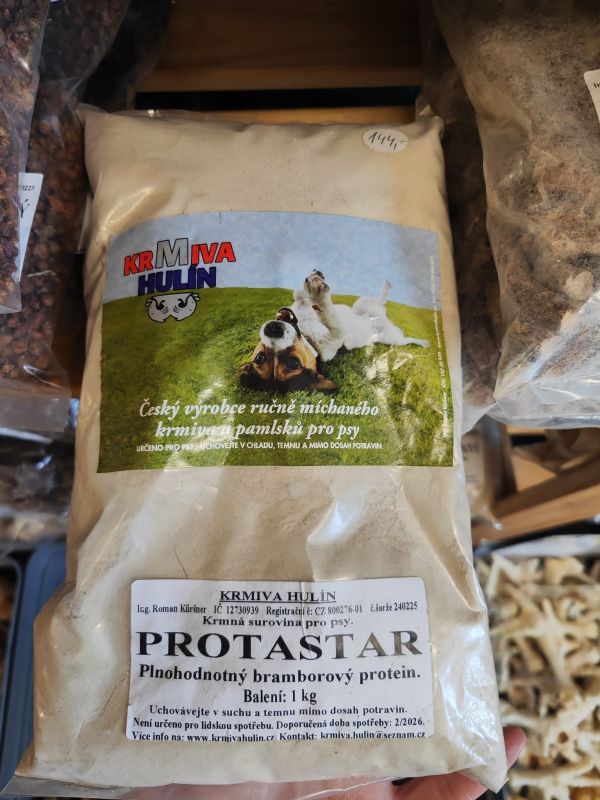 144,-
KRMIVA
HULÍN
Český výrobce ručně míchaného
krmiva a pamlsků pro psy
URČENO PRO PSY. UCHOVEJTE V CHLADU, TEMNU A MIMO DOSAH POTRAVIN
KRMIVA HULÍN
Ing. Roman Küriner IČ 12730939 Registrační č: CZ 800276-01 č.šarže 240225
Krmná surovina pro psy.
PROTASTAR
Plnohodnotný bramborový protein.
Balení: 1 kg
Uchovávejte v suchu a temnu mimo dosah potravin.
Není určeno pro lidskou spotřebu. Doporučená doba spotřeby: 2/2026.
Více info na: www.krmivahulin.cz Kontakt: krmiva.hulin@seznam.cz